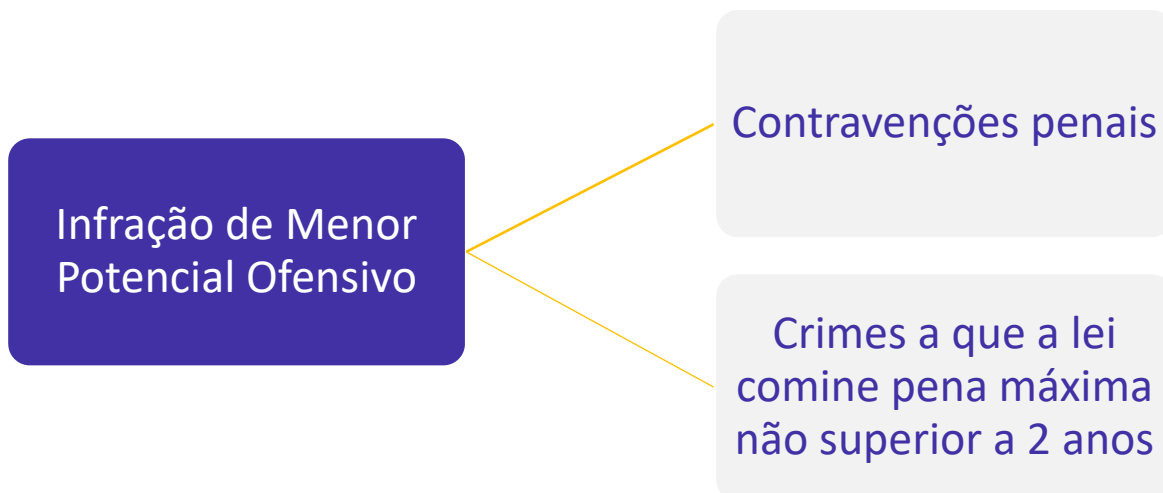 Infração de Menor
Potencial Ofensivo
Contravenções penais
Crimes a que a lei
comine pena máxima
não superior a 2 anos